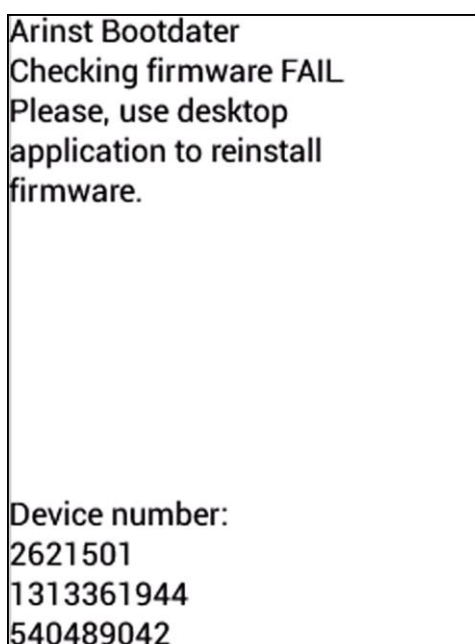 Arinst Bootdater
Checking firmware FAIL
Please, use desktop
application to reinstall
firmware.
Device number:
2621501
1313361944
540489042